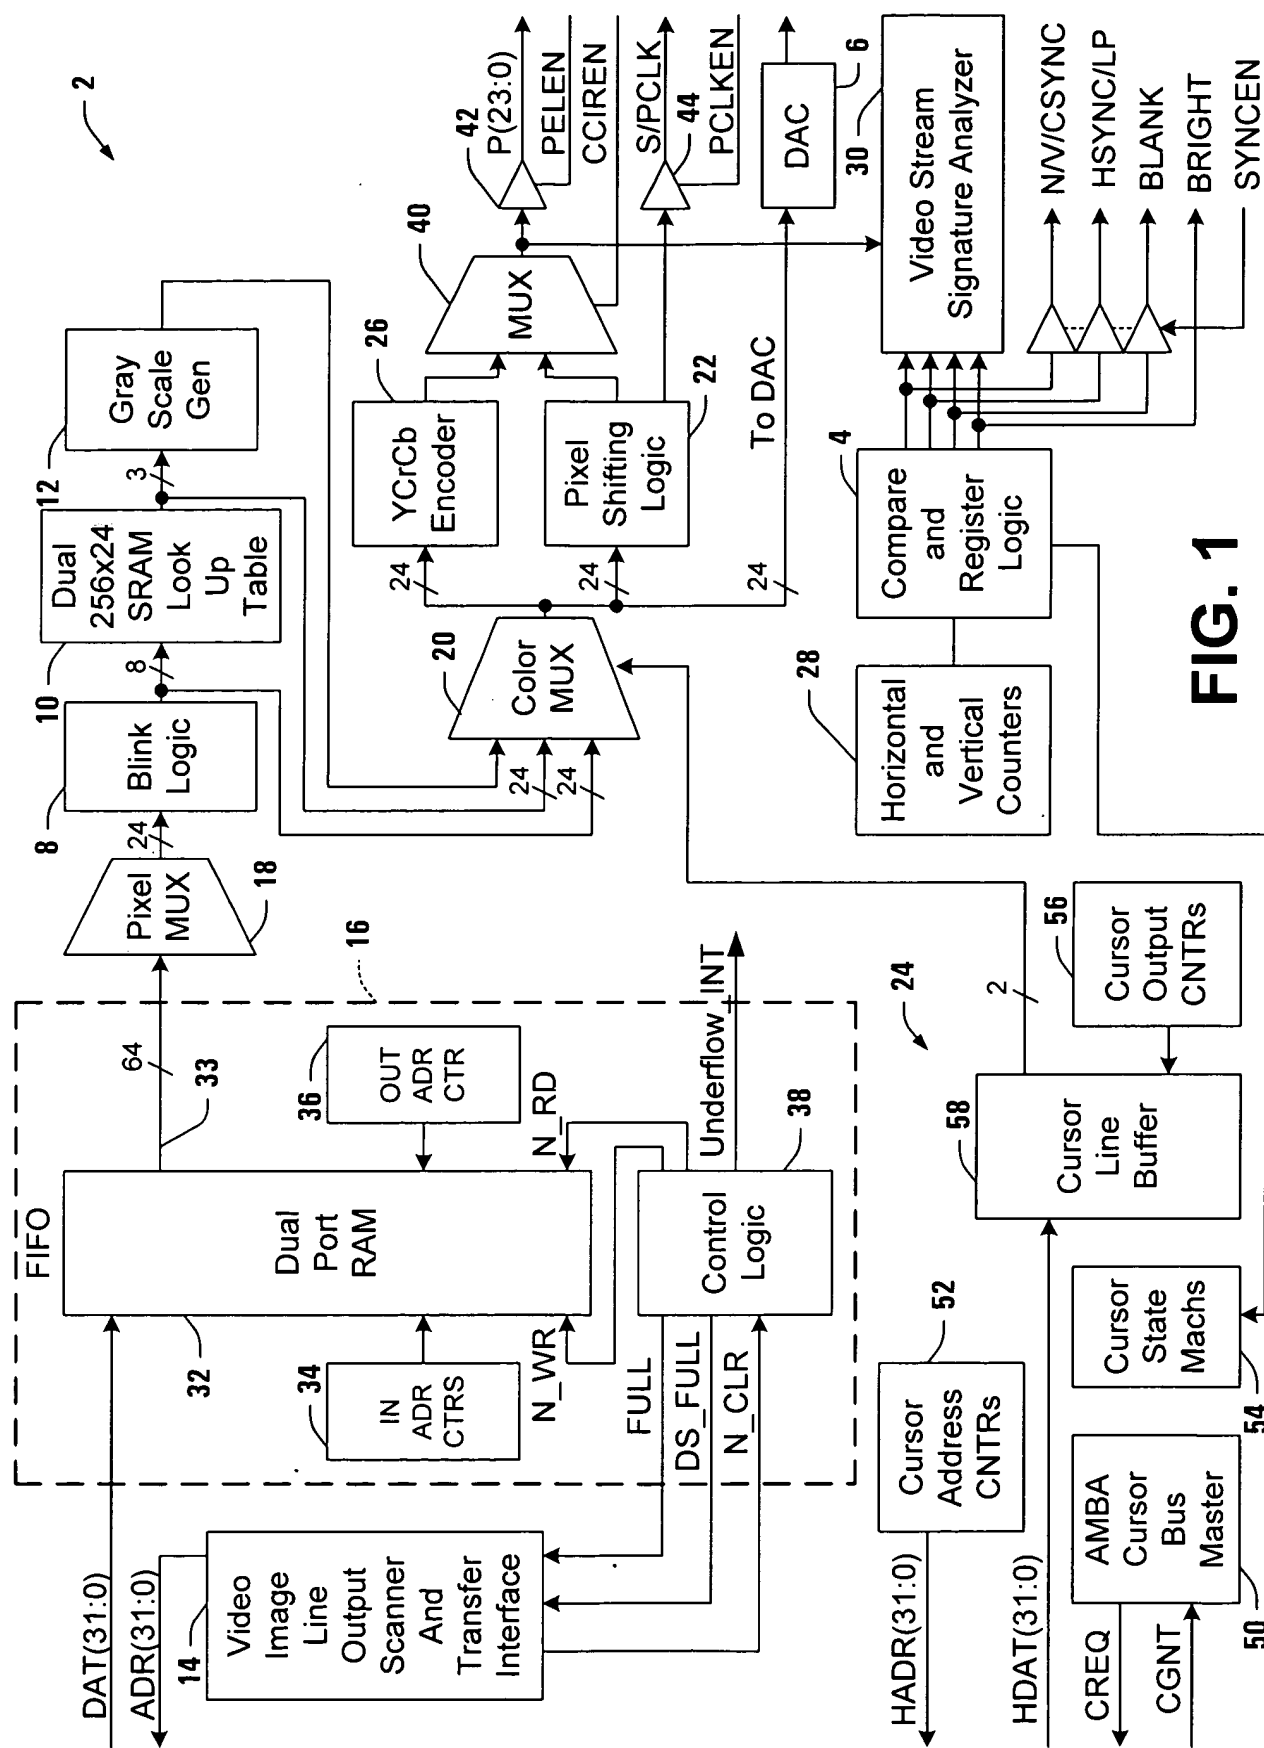 2
DAT(31:0)
ADR(31:0)
14
Video
Image
Line
Output
Scanner
And
Transfer
Interface
FIFO
16
32
Dual
Port
RAM
64
33
34
IN
ADR
CTRS
36
OUT
ADR
CTR
N_WR
N_RD
FULL
DS_FULL
N_CLR
Control
Logic
38
Underflow_INT
Pixel
MUX
18
24
8
Blink
Logic
8
10
Dual
256x24
SRAM
Look
Up
Table
3
12
Gray
Scale
Gen
24
24
20
Color
MUX
24
24
24
26
YCrCb
Encoder
Pixel
Shifting
Logic
22
To DAC
40
MUX
42
P(23:0)
PELEN
CCIREN
S/PCLK
44
PCLKEN
DAC
6
30
Video Stream
Signature Analyzer
28
Horizontal
and
Vertical
Counters
4
Compare
and
Register
Logic
N/V/CSYNC
HSYNC/LP
BLANK
BRIGHT
SYNCEN
24
HADR(31:0)
Cursor
Address
CNTRs
52
HDAT(31:0)
CREQ
CGNT
AMBA
Cursor
Bus
Master
50
Cursor
State
Machs
54
58
Cursor
Line
Buffer
2
56
Cursor
Output
CNTRs
FIG. 1